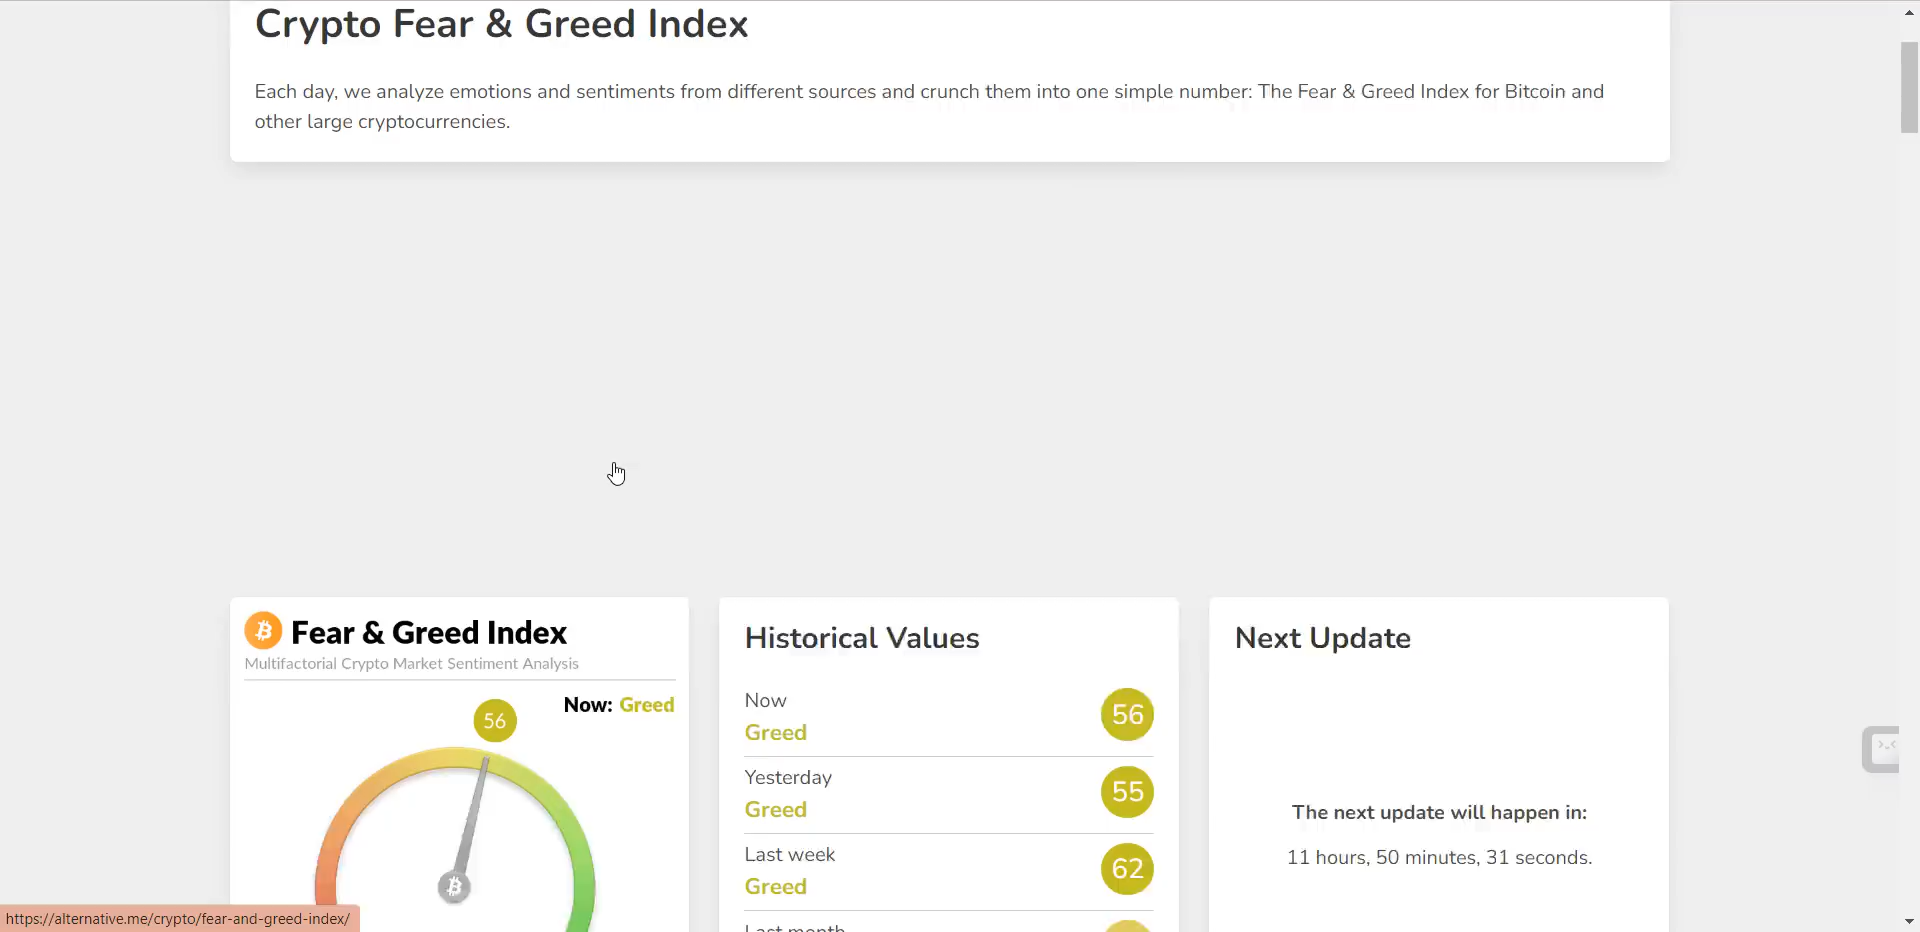 Crypto Fear & Greed Index
Each day, we analyze emotions and sentiments from different sources and crunch them into one simple number: The Fear & Greed Index for Bitcoin and
other large cryptocurrencies.
Fear & Greed Index
Multifactorial Crypto Market Sentiment Analysis
Now: Greed
56
Historical Values
Now
Greed
56
Yesterday
Greed
55
Last week
Greed
62
Last month
Next Update
The next update will happen in:
11 hours, 50 minutes, 31 seconds.
https://alternative.me/crypto/fear-and-greed-index/